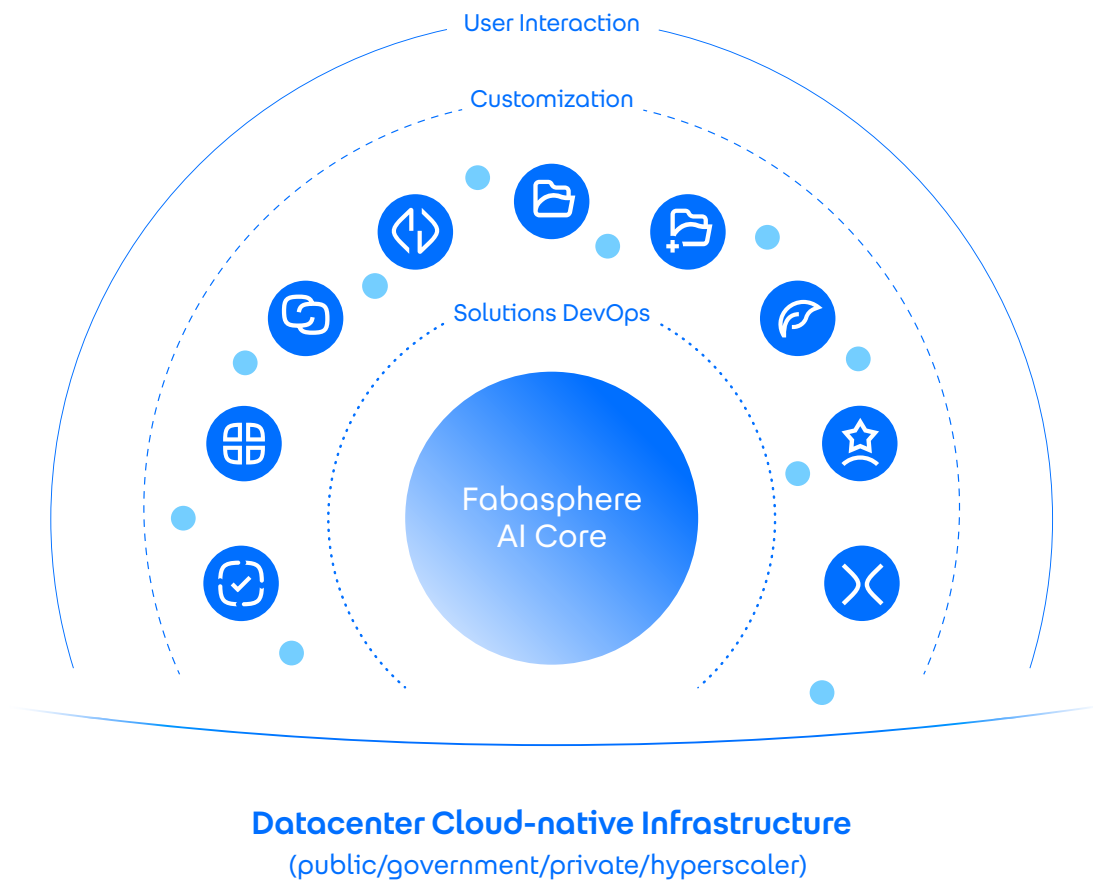 User Interaction
Customization
Solutions DevOps
Fabasphere
AI Core
Datacenter Cloud-native Infrastructure
(public/government/private/hyperscaler)